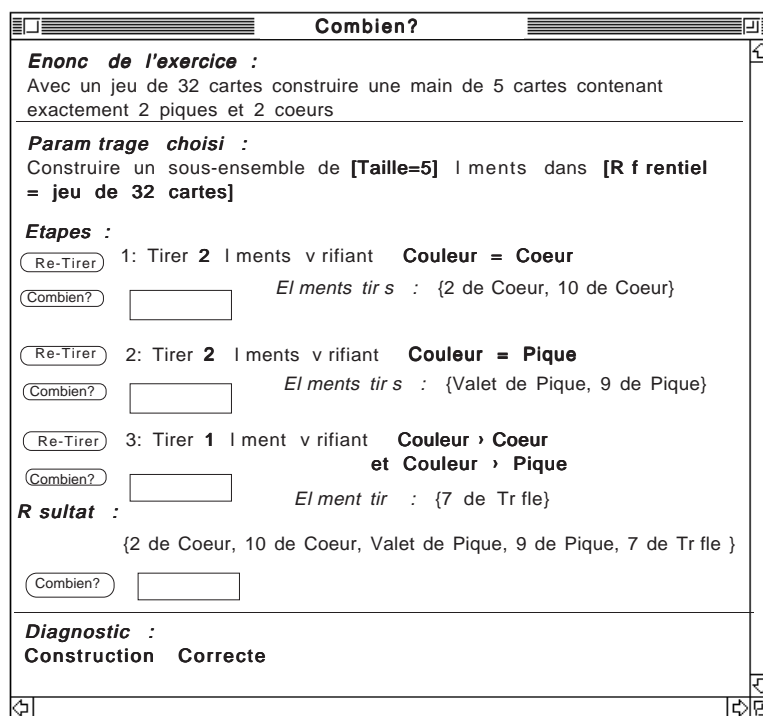 Combien?
Enonc de l'exercice :
Avec un jeu de 32 cartes construire une main de 5 cartes contenant
exactement 2 piques et 2 coeurs
Param trage choisi :
Construire un sous-ensemble de [Taille=5] l ments dans [R f rentiel
= jeu de 32 cartes]
Etapes :
Re-Tirer 1: Tirer 2 l ments v rifiant Couleur = Coeur
Combien? El ments tir s : {2 de Coeur, 10 de Coeur}
Re-Tirer 2: Tirer 2 l ments v rifiant Couleur = Pique
Combien? El ments tir s : {Valet de Pique, 9 de Pique}
Re-Tirer 3: Tirer 1 l ment v rifiant Couleur › Coeur
et Couleur › Pique
Combien? El ment tir : {7 de Tr fle}
R sultat :
{2 de Coeur, 10 de Coeur, Valet de Pique, 9 de Pique, 7 de Tr fle }
Combien?
Diagnostic :
Construction Correcte